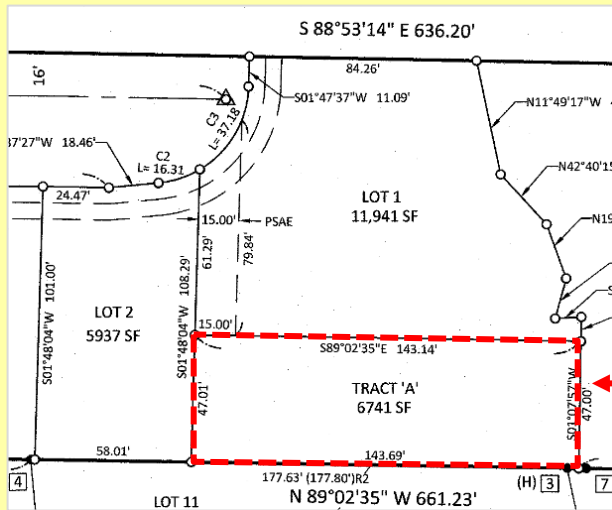 S 88°53'14" E 636.20'
84.26'
16'
S01°47'37"W 11.09'
N11°49'17"W
C3
L= 37.18'
37'27"W 18.46'
C2
L= 16.31'
N42°40'15
24.47'
LOT 1
11,941 SF
N19
15.00'
PSAE
61.29'
79.84'
S01°48'04"W 101.00'
S01°48'04"W 108.29'
LOT 2
5937 SF
S
15.00'
S89°02'35"E 143.14'
TRACT 'A'
6741 SF
47.01'
S01°07'57"W
47.00'
58.01'
143.69'
177.63' (177.80')R2
4
(H) 3
7
LOT 11
N 89°02'35" W 661.23'